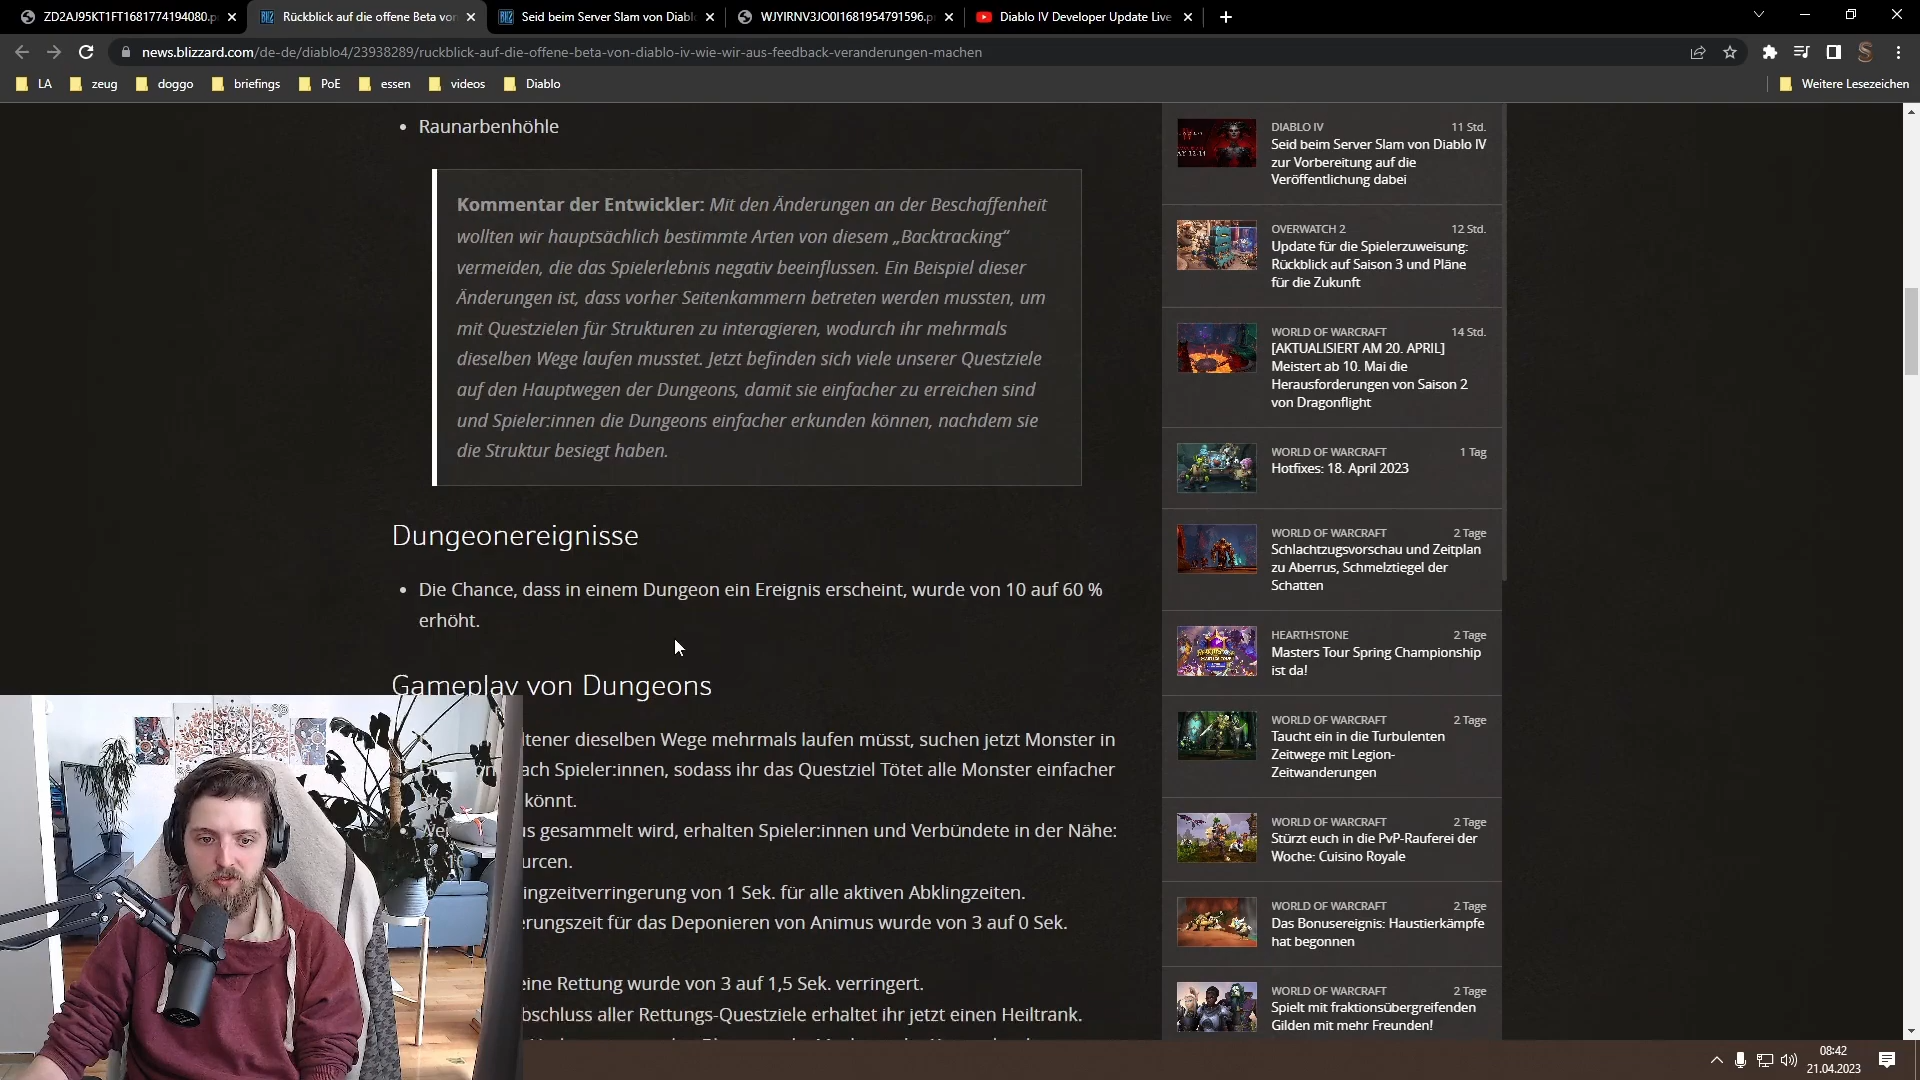 ZD2AJ95KT1FT1681774194080.p
Rückblick auf die offene Beta von
Seid beim Server Slam von Diabl
WJYIRNV3JO0I1681954791596.p
Diablo IV Developer Update Live
news.blizzard.com/de-de/diablo4/23938289/ruckblick-auf-die-offene-beta-von-diablo-iv-wie-wir-aus-feedback-veranderungen-machen
LA
zeug
doggo
briefings
PoE
essen
videos
Diablo
Weitere Lesezeichen
• Raunarbenhöhle
Kommentar der Entwickler: Mit den Änderungen an der Beschaffenheit
wollten wir hauptsächlich bestimmte Arten von diesem „Backtracking“
vermeiden, die das Spielerlebnis negativ beeinflussen. Ein Beispiel dieser
Änderungen ist, dass vorher Seitenkammern betreten werden mussten, um
mit Questzielen für Strukturen zu interagieren, wodurch ihr mehrmals
dieselben Wege laufen musstet. Jetzt befinden sich viele unserer Questziele
auf den Hauptwegen der Dungeons, damit sie einfacher zu erreichen sind
und Spieler:innen die Dungeons einfacher erkunden können, nachdem sie
die Struktur besiegt haben.
Dungeonereignisse
• Die Chance, dass in einem Dungeon ein Ereignis erscheint, wurde von 10 auf 60 %
erhöht.
Gameplay von Dungeons
ltener dieselben Wege mehrmals laufen müsst, suchen jetzt Monster in
ach Spieler:innen, sodass ihr das Questziel Tötet alle Monster einfacher
könnt.
us gesammelt wird, erhalten Spieler:innen und Verbündete in der Nähe:
urcen.
ingzeitverringerung von 1 Sek. für alle aktiven Abklingzeiten.
erungszeit für das Deponieren von Animus wurde von 3 auf 0 Sek.
eine Rettung wurde von 3 auf 1,5 Sek. verringert.
bschluss aller Rettungs-Questziele erhaltet ihr jetzt einen Heiltrank.
DIABLO IV 11 Std.
Seid beim Server Slam von Diablo IV
zur Vorbereitung auf die
Veröffentlichung dabei
OVERWATCH 2 12 Std.
Update für die Spielerzuweisung:
Rückblick auf Saison 3 und Pläne
für die Zukunft
WORLD OF WARCRAFT 14 Std.
[AKTUALISIERT AM 20. APRIL]
Meistert ab 10. Mai die
Herausforderungen von Saison 2
von Dragonflight
WORLD OF WARCRAFT 1 Tag
Hotfixes: 18. April 2023
WORLD OF WARCRAFT 2 Tage
Schlachtzugsvorschau und Zeitplan
zu Aberrus, Schmelztiegel der
Schatten
HEARTHSTONE 2 Tage
Masters Tour Spring Championship
ist da!
WORLD OF WARCRAFT 2 Tage
Taucht ein in die Turbulenten
Zeitwege mit Legion-
Zeitwanderungen
WORLD OF WARCRAFT 2 Tage
Stürzt euch in die PvP-Rauferei der
Woche: Cuisino Royale
WORLD OF WARCRAFT 2 Tage
Das Bonusereignis: Haustierkämpfe
hat begonnen
WORLD OF WARCRAFT 2 Tage
Spielt mit fraktionsübergreifenden
Gilden mit mehr Freunden!
08:42
21.04.2023